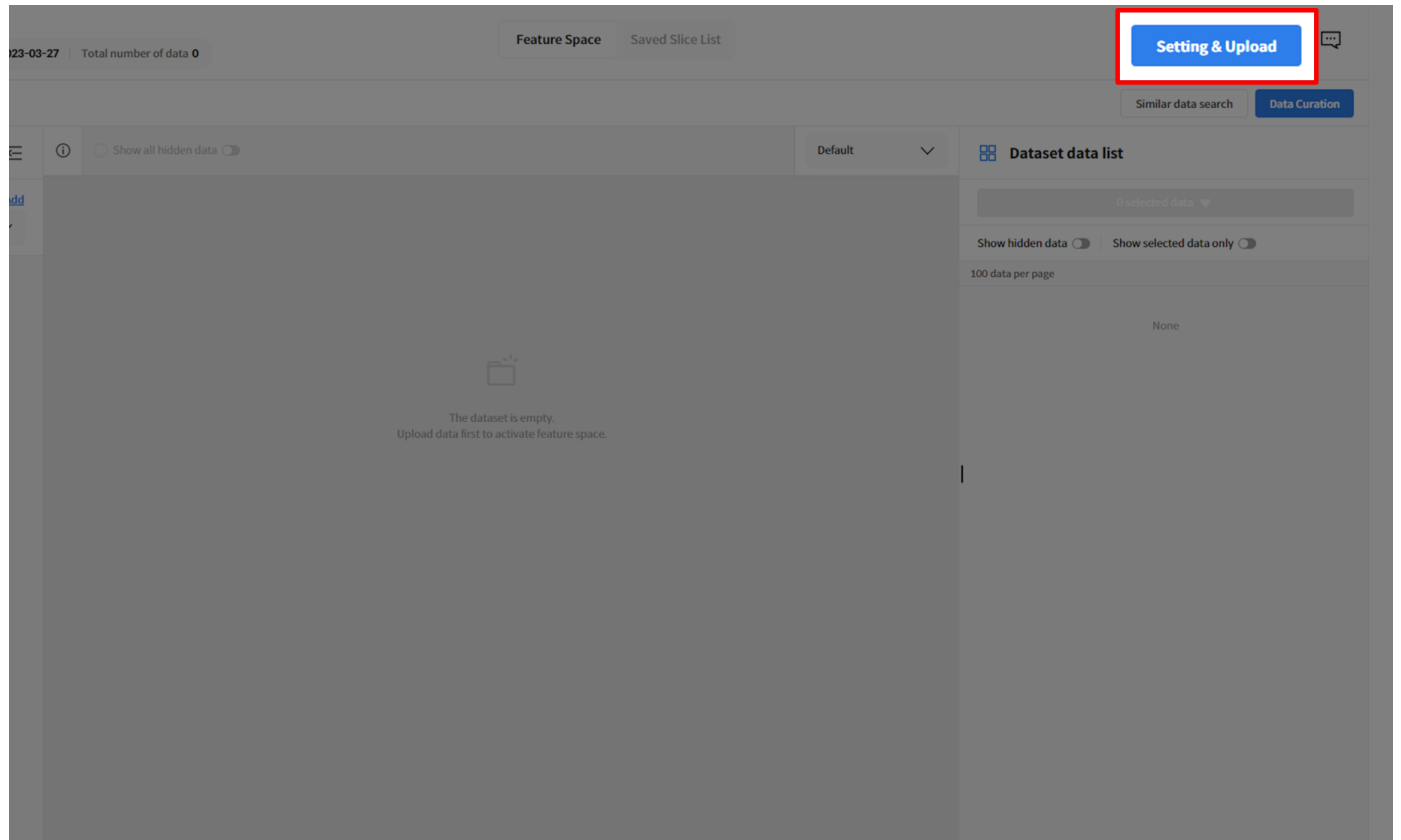 Feature Space Saved Slice List
Setting & Upload
023-03-27 Total number of data 0
Similar data search Data Curation
Show all hidden data
Default
Dataset data list
Add
0 selected data
Show hidden data Show selected data only
100 data per page
None
The dataset is empty.
Upload data first to activate feature space.